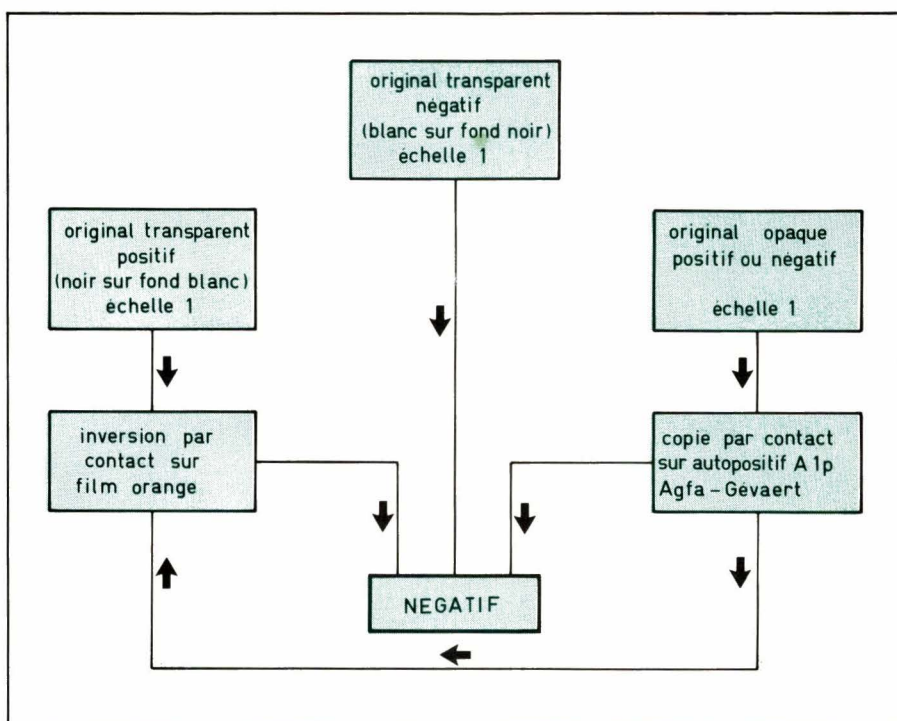 original transparent
négatif
(blanc sur fond noir)
échelle 1
original transparent
positif
(noir sur fond blanc)
échelle 1
original opaque
positif ou négatif
échelle 1
inversion par
contact sur
film orange
copie par contact
sur autopositif A1p
Agfa-Gévaert
NEGATIF